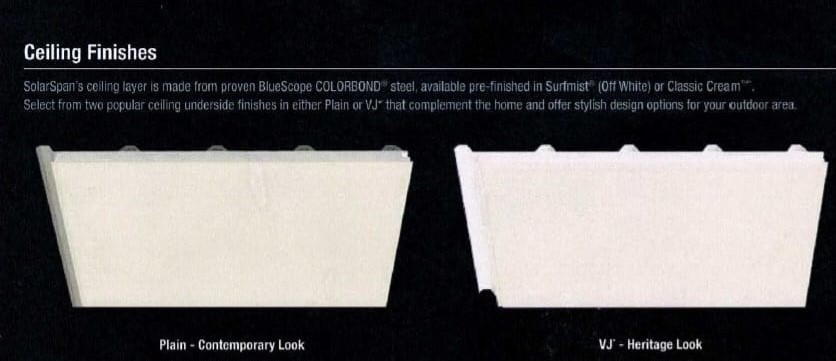 Ceiling Finishes
SolarSpan's ceiling layer is made from proven BlueScope COLORBOND® steel, available pre-finished in Surfmist® (Off White) or Classic Cream™*.
Select from two popular ceiling underside finishes in either Plain or VJ* that complement the home and offer stylish design options for your outdoor area.
Plain - Contemporary Look
VJ* - Heritage Look